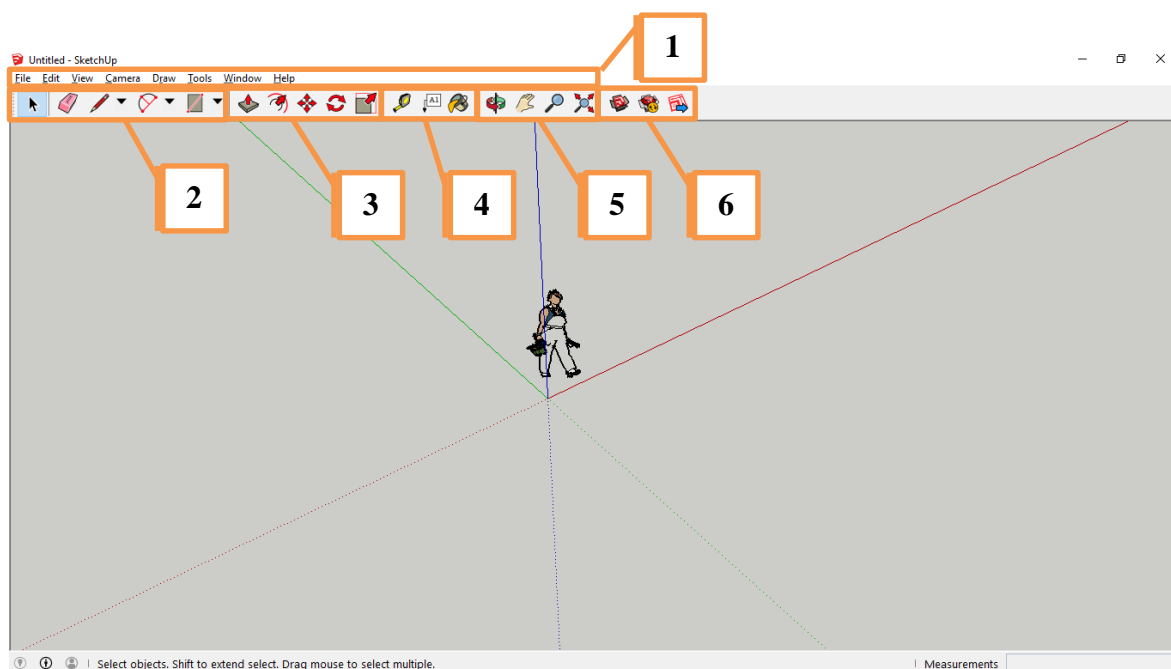 1
Untitled - SketchUp
File Edit View Camera Draw Tools Window Help
A1
2 3 4 5 6
Select objects. Shift to extend select. Drag mouse to select multiple.
Measurements